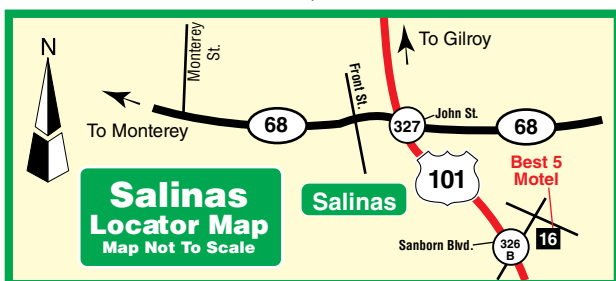 N
Monterey
St.
To Gilroy
Front St.
To Monterey
68
327
John St.
68
Best 5
Motel
101
Salinas
Locator Map
Map Not To Scale
Salinas
Sanborn Blvd.
326
B
16